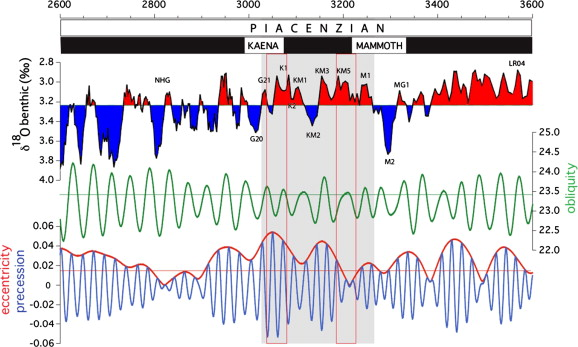 2600 2800 3000 3200 3400 3600
PIACENZIAN
KAENA MAMMOTH
2.8
3.0
3.2
3.4
3.6
3.8
4.0
δ18O benthic (‰)
LR04
NHG G21 K1 KM1 KM3 KM5 M1 MG1
K2
G20 KM2
M2
25.0
24.5
24.0
23.5
23.0
22.5
22.0
obliquity
0.06
0.04
0.02
0
-0.02
-0.04
-0.06
eccentricity
precession